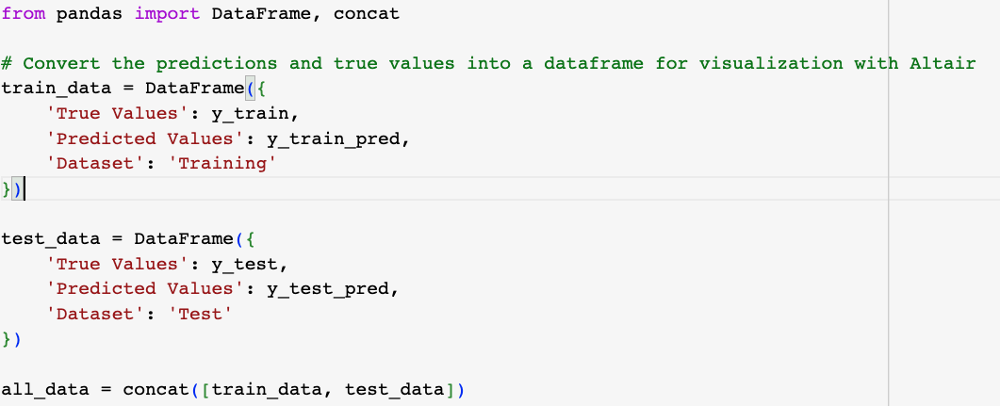 from pandas import DataFrame, concat
# Convert the predictions and true values into a dataframe for visualization with Altair
train_data = DataFrame({
    'True Values': y_train,
    'Predicted Values': y_train_pred,
    'Dataset': 'Training'
})
test_data = DataFrame({
    'True Values': y_test,
    'Predicted Values': y_test_pred,
    'Dataset': 'Test'
})
all_data = concat([train_data, test_data])